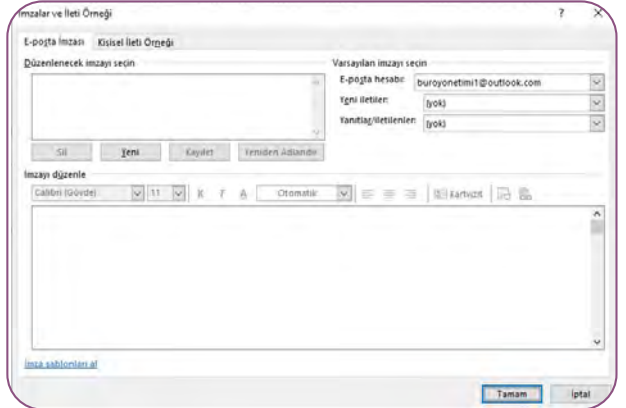 İmzalar ve İleti Örneği ? ×
E-posta İmzası Kişisel İleti Örneği
Düzenlenecek imzayı seçin
Varsayılan imzayı seçin
E-posta hesabı: buroyonetimi1@outlook.com
Yeni iletiler: (yok)
Yanıtlar/iletilenler: (yok)
Sil Yeni Kaydet Yeniden Adlandır
İmzayı düzenle
Calibri (Gövde) 11 K T A Otomatik Kartvizit
İmza şablonları al
Tamam İptal